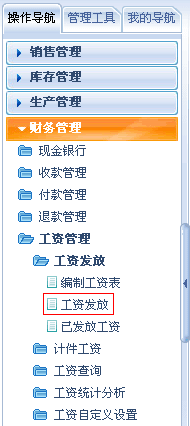 操作导航 管理工具 我的导航
销售管理
库存管理
生产管理
财务管理
现金银行
收款管理
付款管理
退款管理
工资管理
工资发放
编制工资表
工资发放
已发放工资
计件工资
工资查询
工资统计分析
工资自定义设置